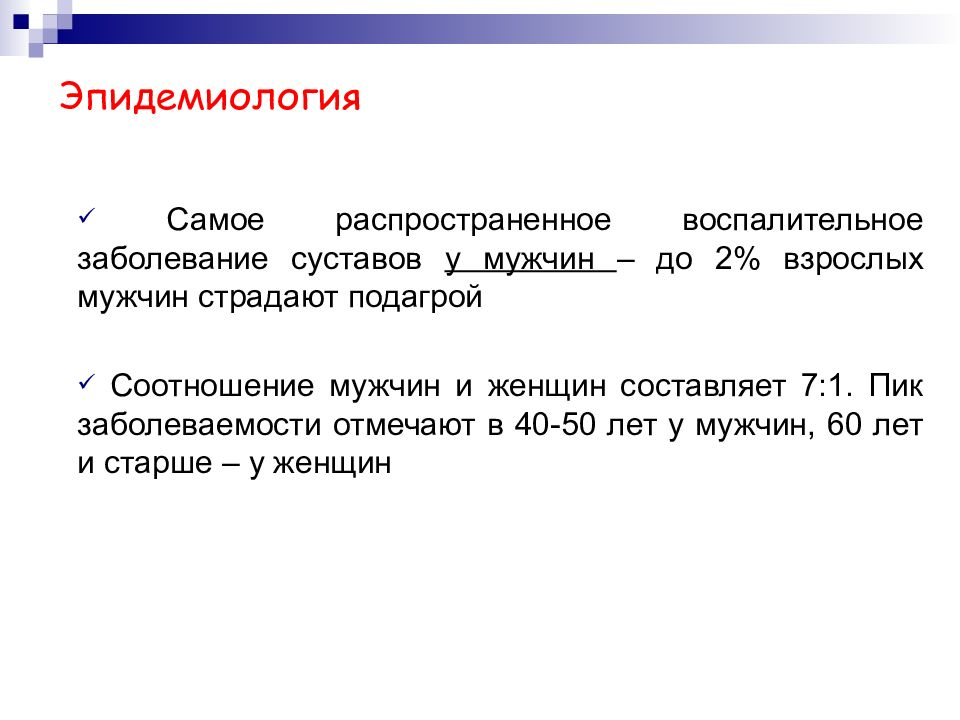 Эпидемиология
✓ Самое распространенное воспалительное
заболевание суставов у мужчин – до 2% взрослых
мужчин страдают подагрой
✓ Соотношение мужчин и женщин составляет 7:1. Пик
заболеваемости отмечают в 40-50 лет у мужчин, 60 лет
и старше – у женщин